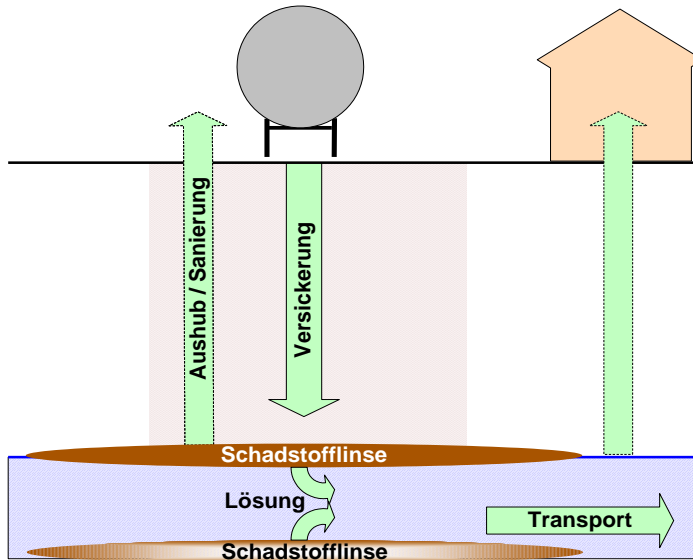 Aushub / Sanierung
Versickerung
Schadstofflinse
Lösung
Transport
Schadstofflinse